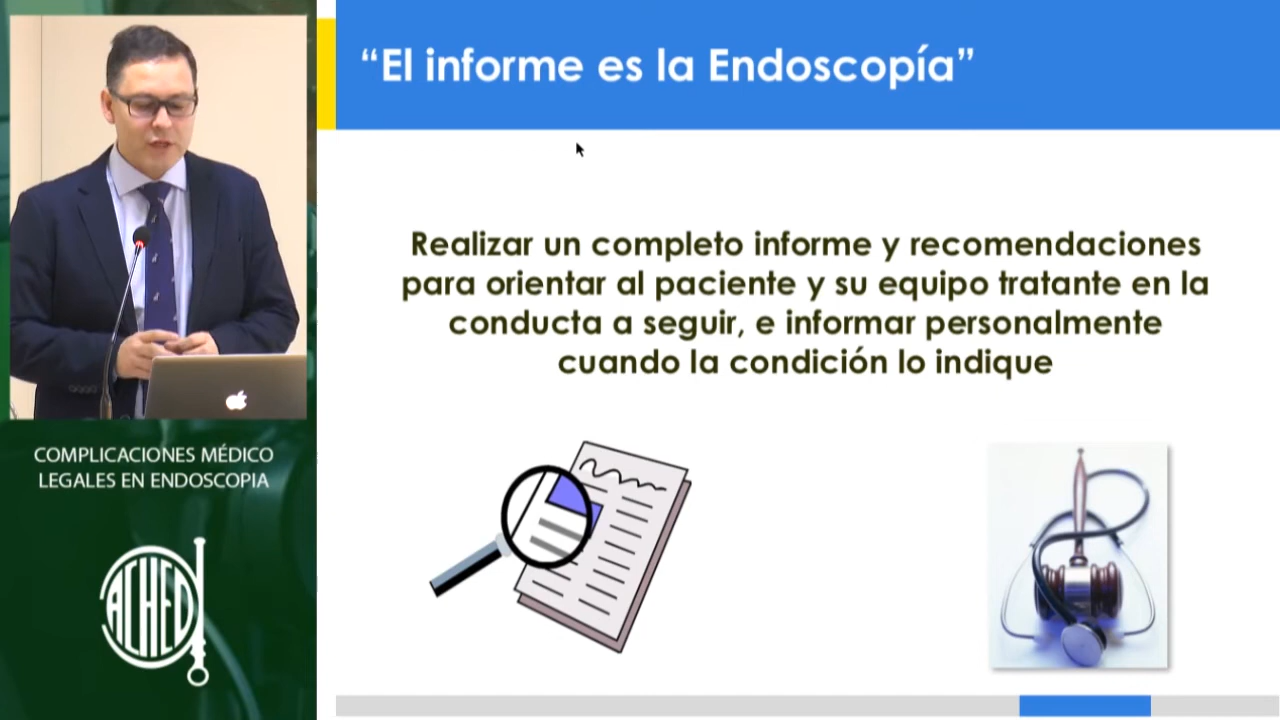 “El informe es la Endoscopía”
Realizar un completo informe y recomendaciones
para orientar al paciente y su equipo tratante en la
conducta a seguir, e informar personalmente
cuando la condición lo indique
COMPLICACIONES MÉDICO
LEGALES EN ENDOSCOPIA
ACHED